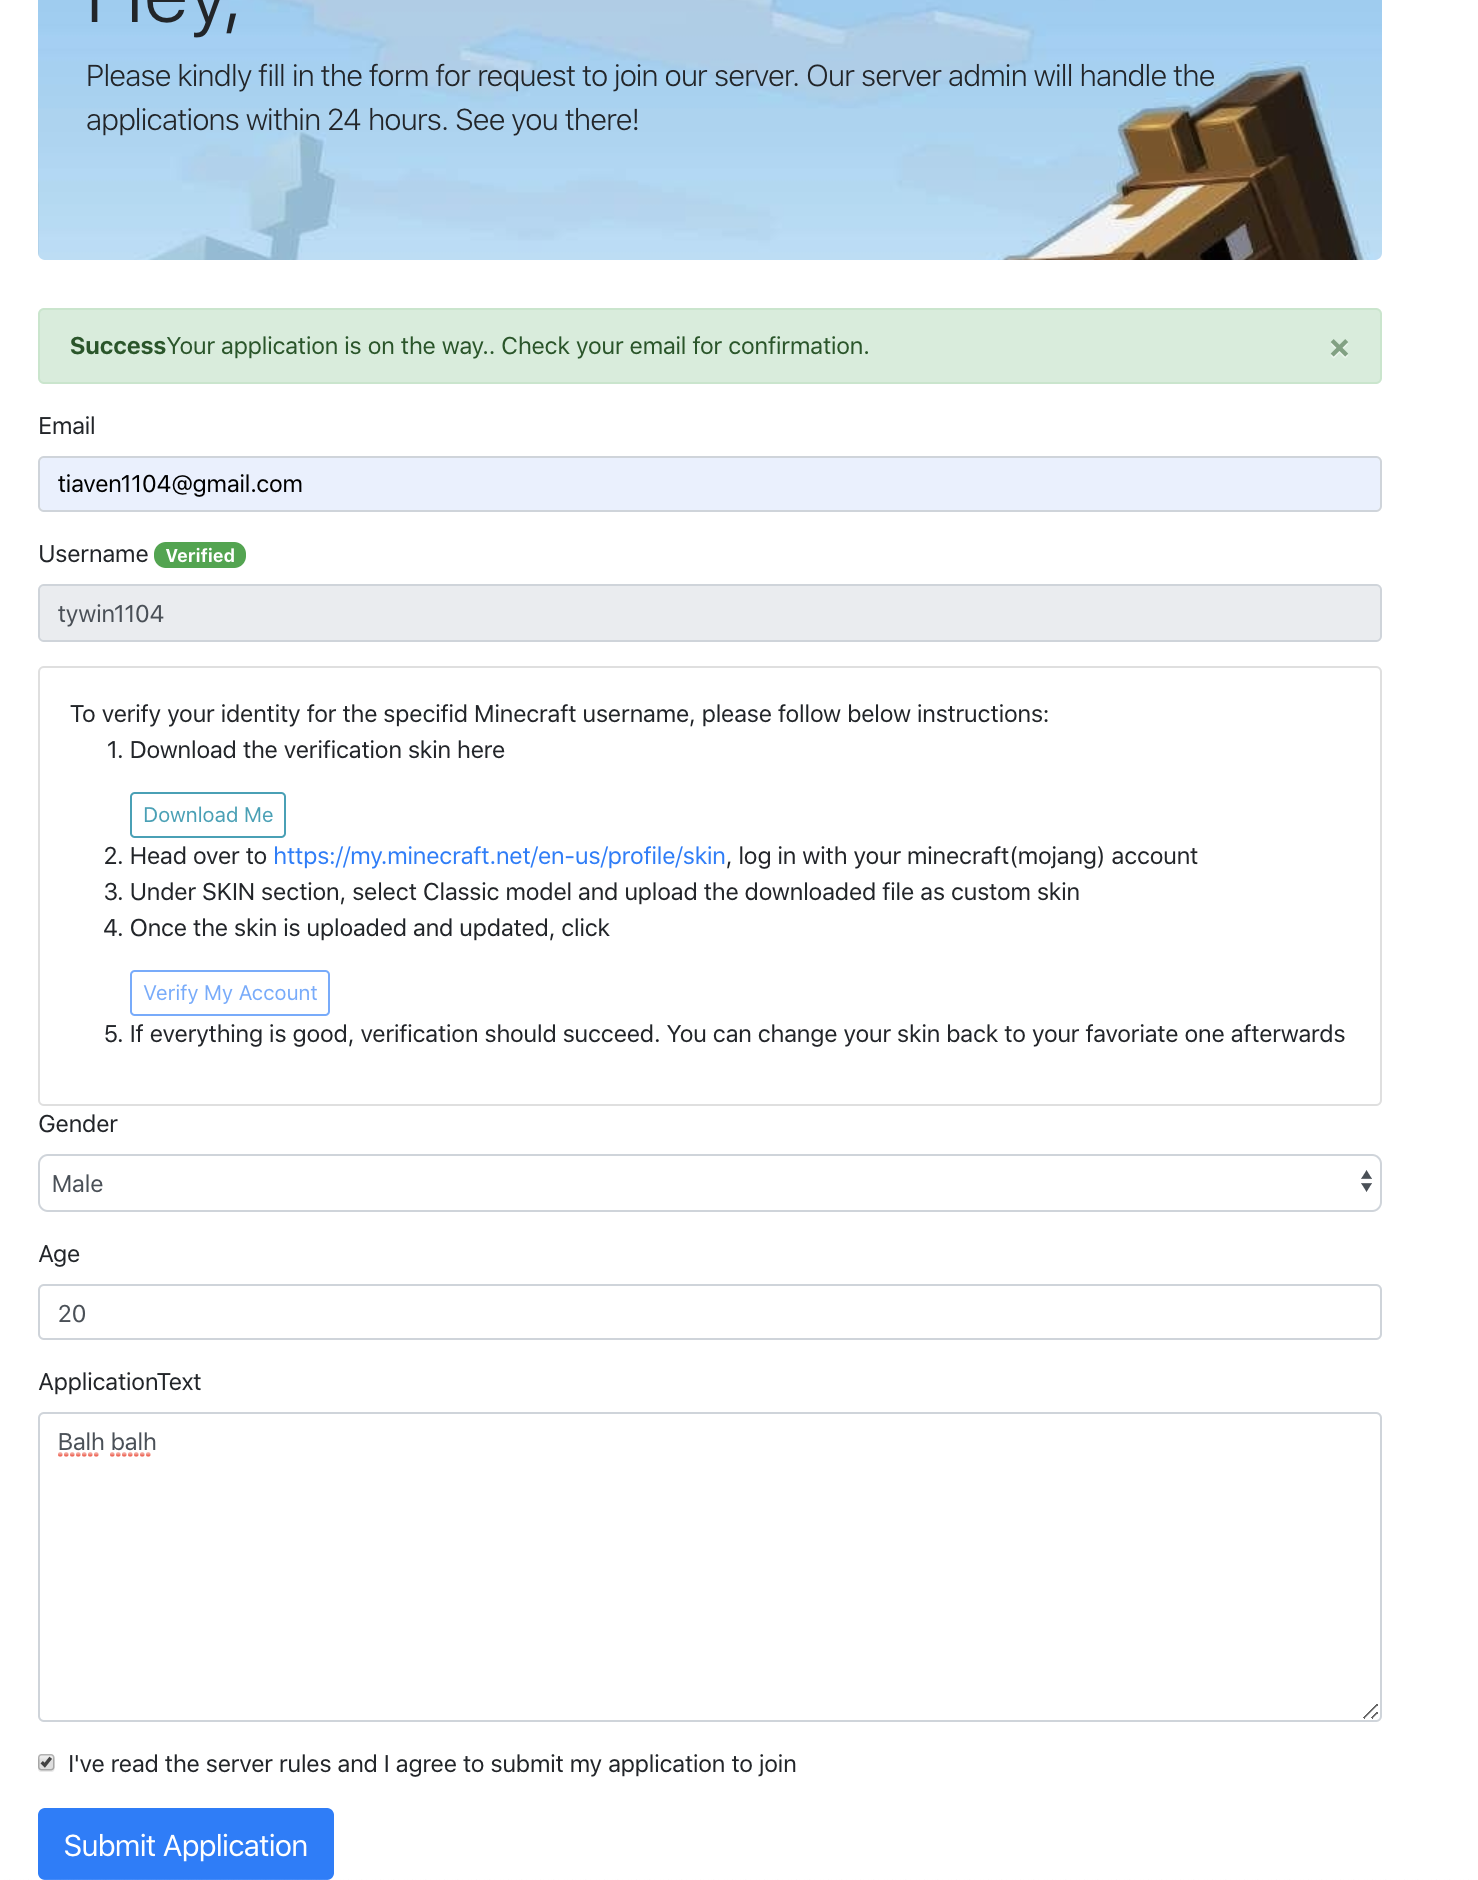 Hey,
Please kindly fill in the form for request to join our server. Our server admin will handle the
applications within 24 hours. See you there!
SuccessYour application is on the way.. Check your email for confirmation.
×
Email
tiaven1104@gmail.com
Username Verified
tywin1104
To verify your identity for the specifid Minecraft username, please follow below instructions:
1. Download the verification skin here
Download Me
2. Head over to https://my.minecraft.net/en-us/profile/skin, log in with your minecraft(mojang) account
3. Under SKIN section, select Classic model and upload the downloaded file as custom skin
4. Once the skin is uploaded and updated, click
Verify My Account
5. If everything is good, verification should succeed. You can change your skin back to your favoriate one afterwards
Gender
Male
Age
20
ApplicationText
Balh balh
I've read the server rules and I agree to submit my application to join
Submit Application